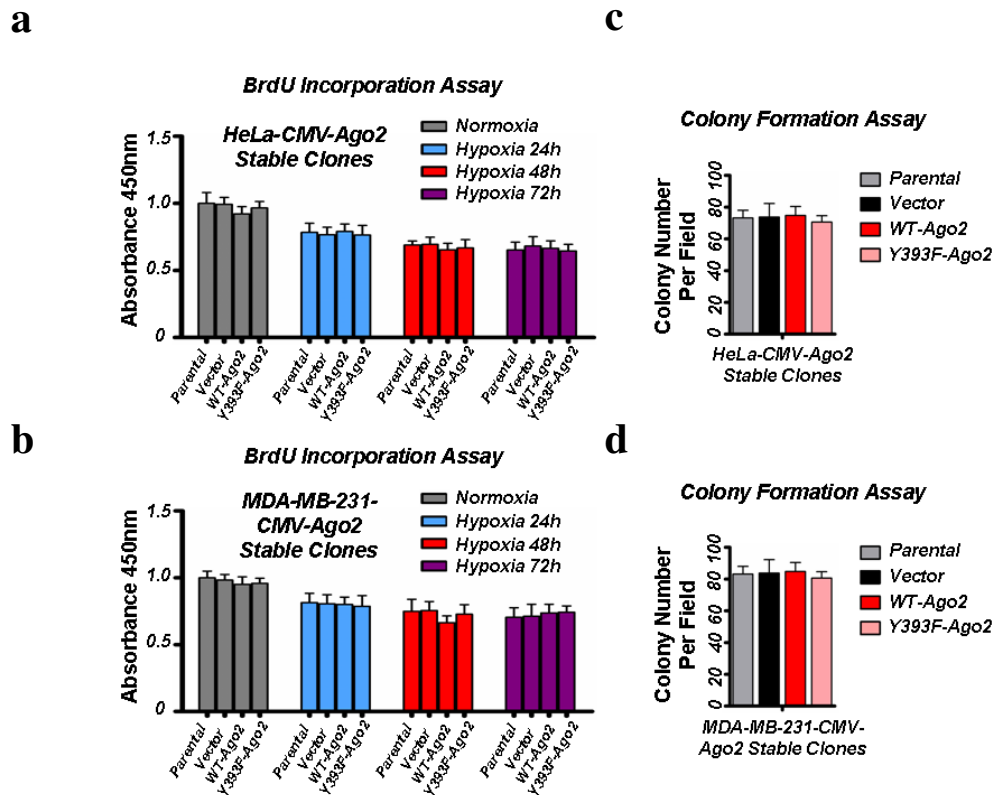 a
BrdU Incorporation Assay
HeLa-CMV-Ago2
Stable Clones
Normoxia
Hypoxia 24h
Hypoxia 48h
Hypoxia 72h
Absorbance 450nm
1.5
1.0
0.5
0
Parental
Vector
WT-Ago2
Y393F-Ago2
Parental
Vector
WT-Ago2
Y393F-Ago2
Parental
Vector
WT-Ago2
Y393F-Ago2
Parental
Vector
WT-Ago2
Y393F-Ago2
c
Colony Formation Assay
Colony Number
Per Field
100
80
60
40
20
0
Parental
Vector
WT-Ago2
Y393F-Ago2
HeLa-CMV-Ago2
Stable Clones
b
BrdU Incorporation Assay
MDA-MB-231-
CMV-Ago2
Stable Clones
Normoxia
Hypoxia 24h
Hypoxia 48h
Hypoxia 72h
Absorbance 450nm
1.5
1.0
0.5
0
Parental
Vector
WT-Ago2
Y393F-Ago2
Parental
Vector
WT-Ago2
Y393F-Ago2
Parental
Vector
WT-Ago2
Y393F-Ago2
Parental
Vector
WT-Ago2
Y393F-Ago2
d
Colony Formation Assay
Colony Number
Per Field
100
80
60
40
20
0
Parental
Vector
WT-Ago2
Y393F-Ago2
MDA-MB-231-CMV-
Ago2 Stable Clones